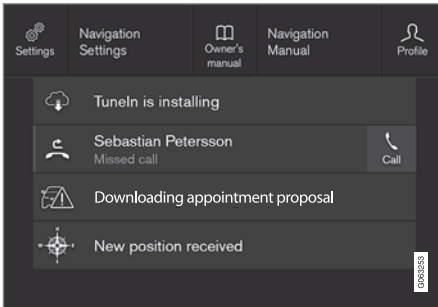 Settings
Navigation
Settings
Owner's
manual
Navigation
Manual
Profile
TuneIn is installing
Sebastian Petersson
Missed call
Call
Downloading appointment proposal
New position received
G063253